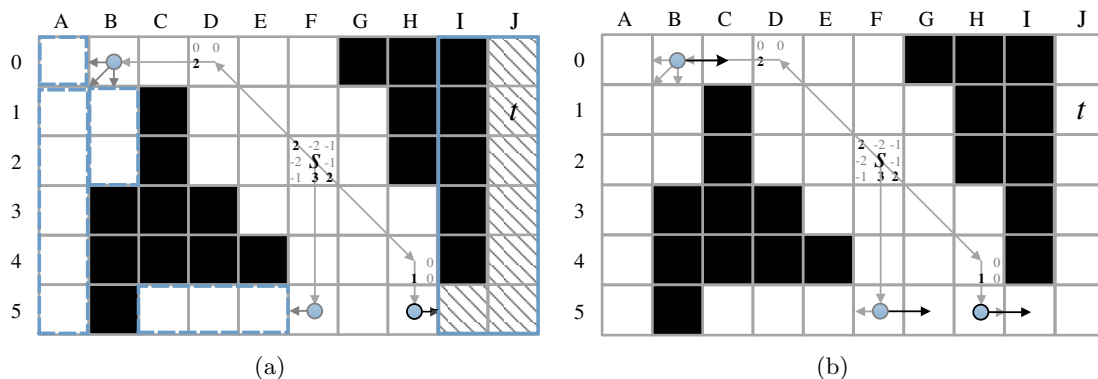 A B C D E F G H I J A B C D E F G H I J
0 0 0 0 0 0
2 2
1 t 1 t
2 -2 -1 2 -2 -1
2 -2 S -1 2 -2 S -1
-1 3 2 -1 3 2
3 3
4 0 4 0
1 0 1 0
5 5
(a) (b)